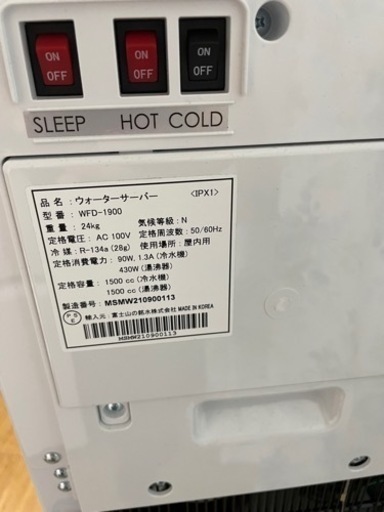 ON OFF ON OFF ON OFF
SLEEP HOT COLD
品 名 : ウォーターサーバー 〈IPX1〉
型 番 : WFD-1900
重 量 : 24kg 気候等級 : N
定格電圧 : AC 100V 定格周波数 : 50/60Hz
冷 媒 : R-134a (28g) 使用場所 : 屋内用
定格消費電力 : 90W, 1.3A (冷水機)
430W (湯沸器)
定格容量 : 1500 cc (冷水機)
1500 cc (湯沸器)
製造番号 : MSMW210900113
PSE 輸入元 : 富士山の銘水株式会社 MADE IN KOREA
MSMW210900113